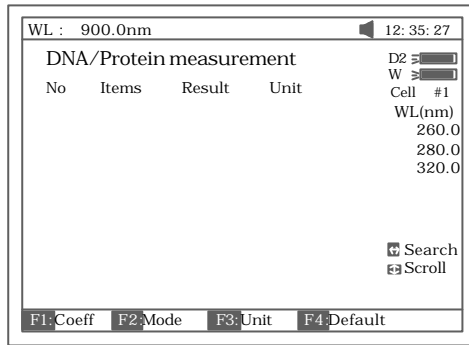 WL : 900.0nm 12: 35: 27
DNA/Protein measurement
D2
W
No Items Result Unit
Cell #1
WL(nm)
260.0
280.0
320.0
Search
Scroll
F1:Coeff F2:Mode F3:Unit F4:Default